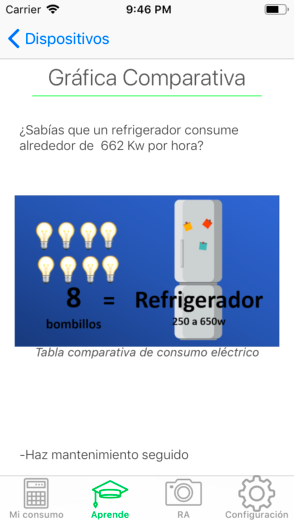 Carrier 9:46 PM
Dispositivos
Gráfica Comparativa
¿Sabías que un refrigerador consume
alrededor de 662 Kw por hora?
8 = Refrigerador
bombillos 250 a 650w
Tabla comparativa de consumo eléctrico
-Haz mantenimiento seguido
Mi consumo Aprende RA Configuración